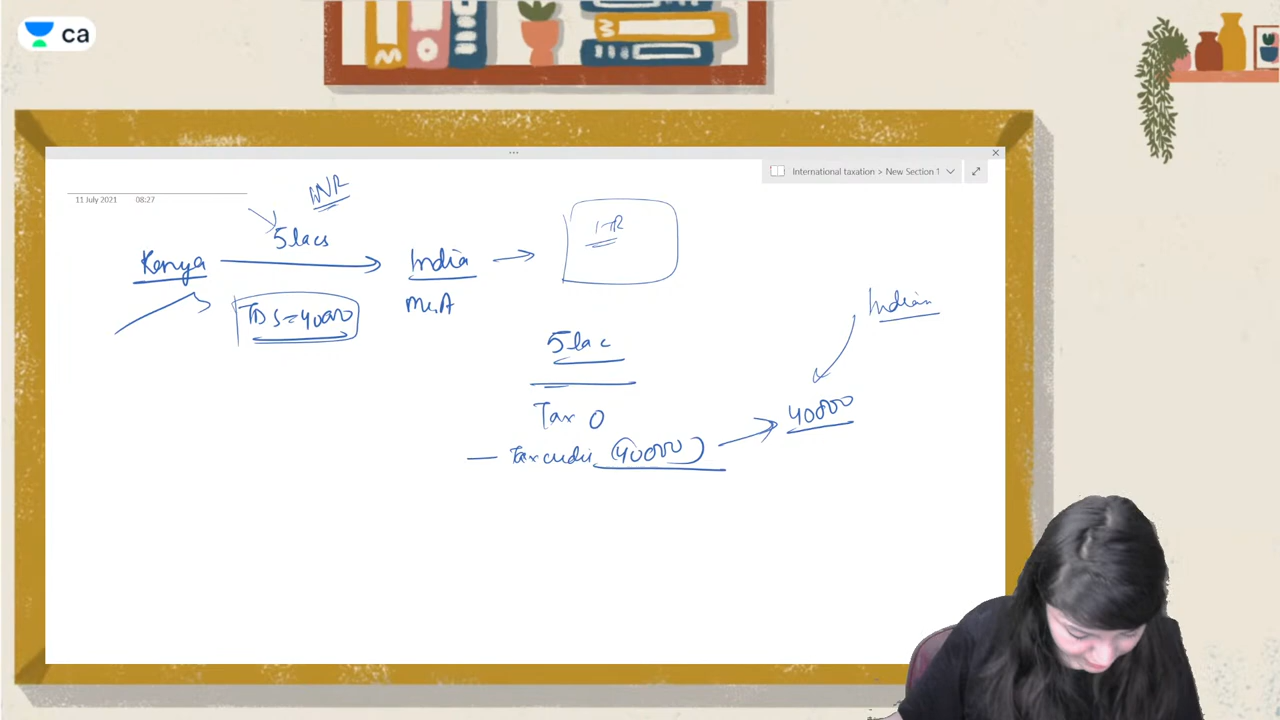 ca
International taxation > New Section 1
11 July 2021 08:27
INR
5 lacs
Kenya
India
ITR
TDS=40000
Mr.A
Indian
5 lac
Tax 0
40000
— Tax credit (40000)